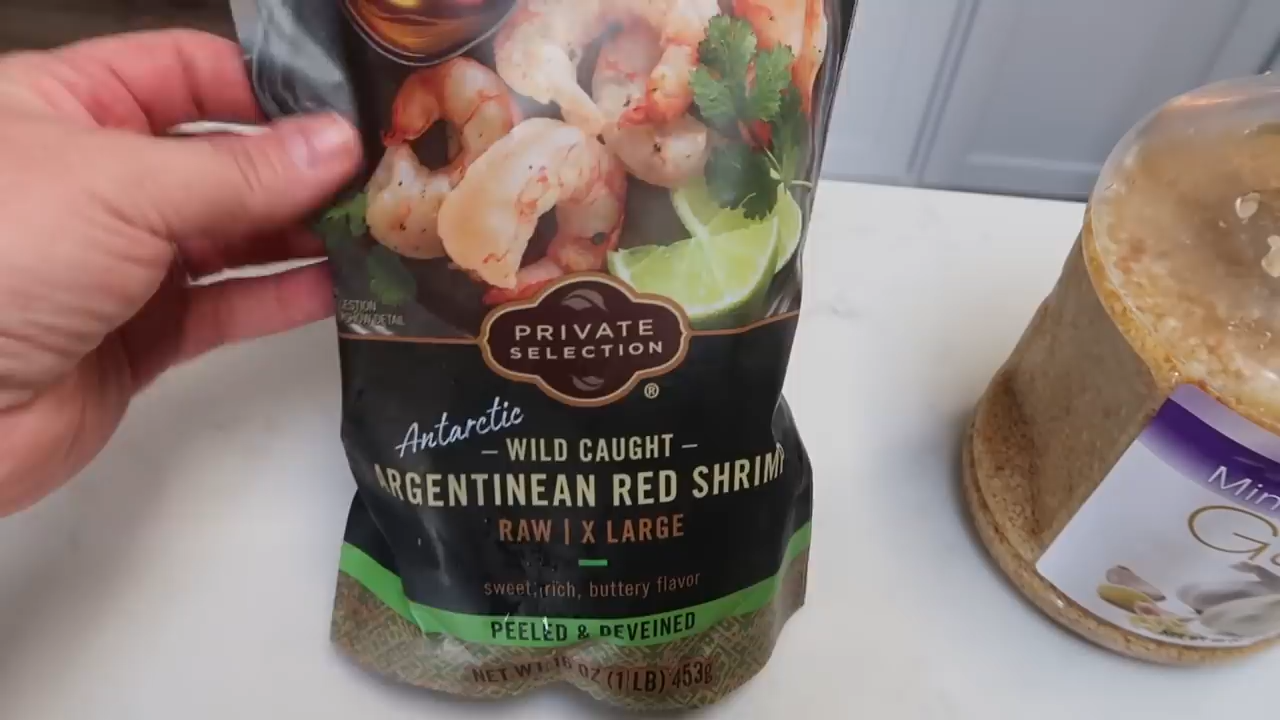 PRIVATE
SELECTION
®
Antarctic
– WILD CAUGHT –
ARGENTINEAN RED SHRIMP
RAW | X LARGE
sweet, rich, buttery flavor
PEELED & DEVEINED
NET WT. 16 OZ (1 LB) 453g